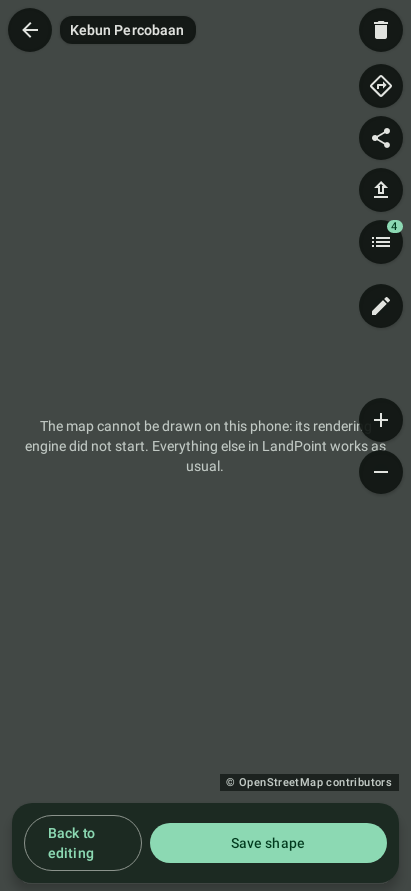 Kebun Percobaan
4
The map cannot be drawn on this phone: its rendering
engine did not start. Everything else in LandPoint works as
usual.
© OpenStreetMap contributors
Back to
editing
Save shape